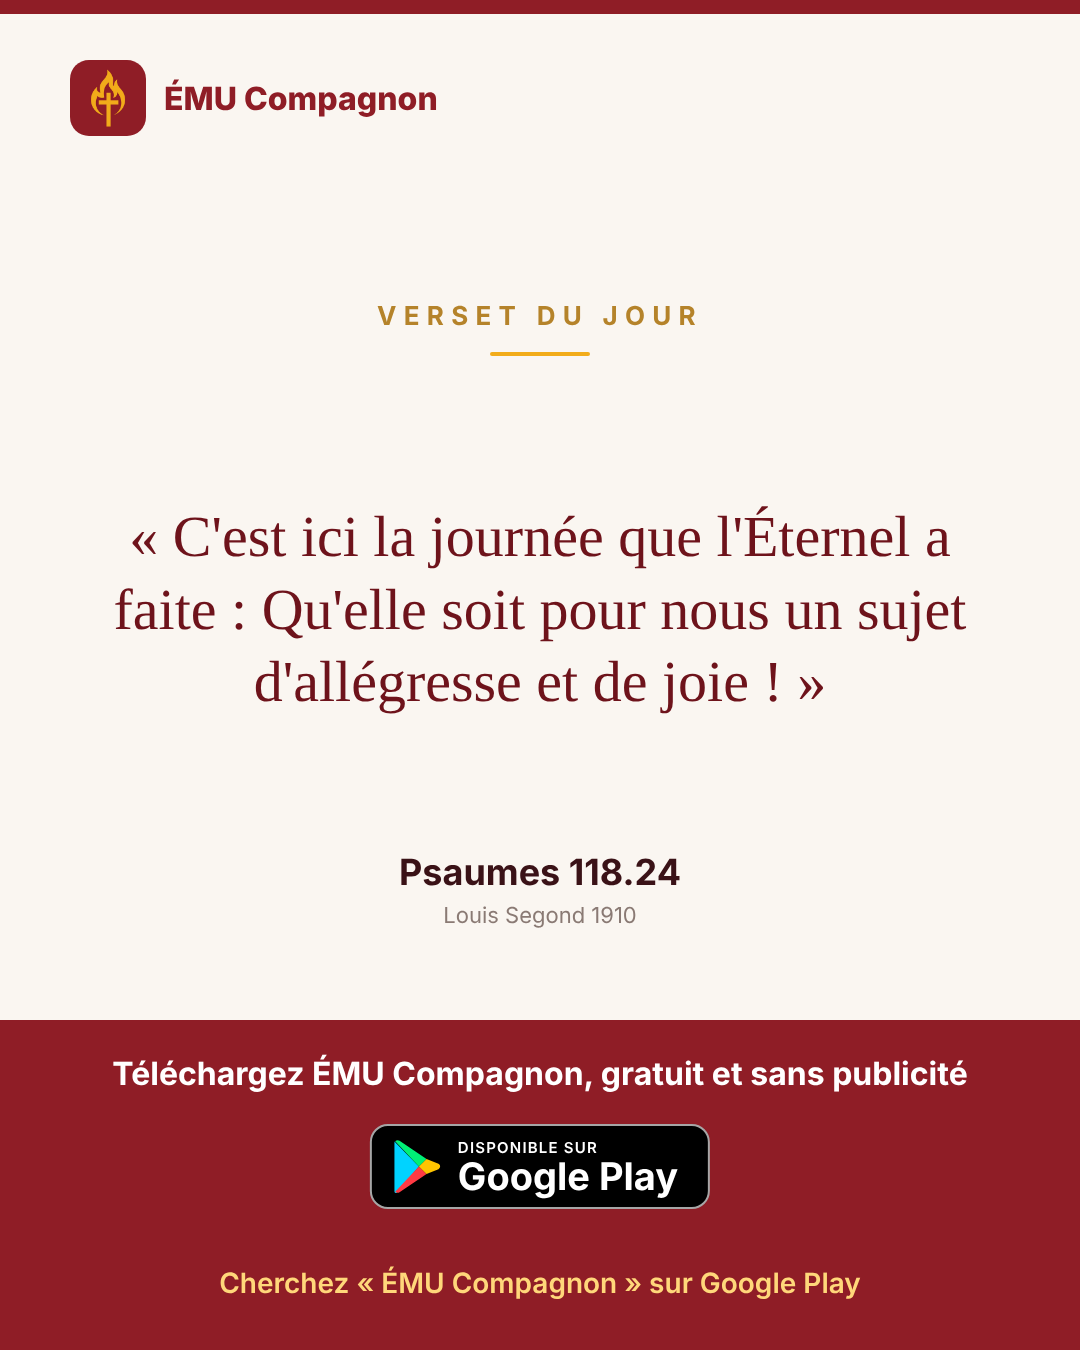 ÉMU Compagnon
VERSET DU JOUR
« C'est ici la journée que l'Éternel a
faite : Qu'elle soit pour nous un sujet
d'allégresse et de joie ! »
Psaumes 118.24
Louis Segond 1910
Téléchargez ÉMU Compagnon, gratuit et sans publicité
DISPONIBLE SUR
Google Play
Cherchez « ÉMU Compagnon » sur Google Play